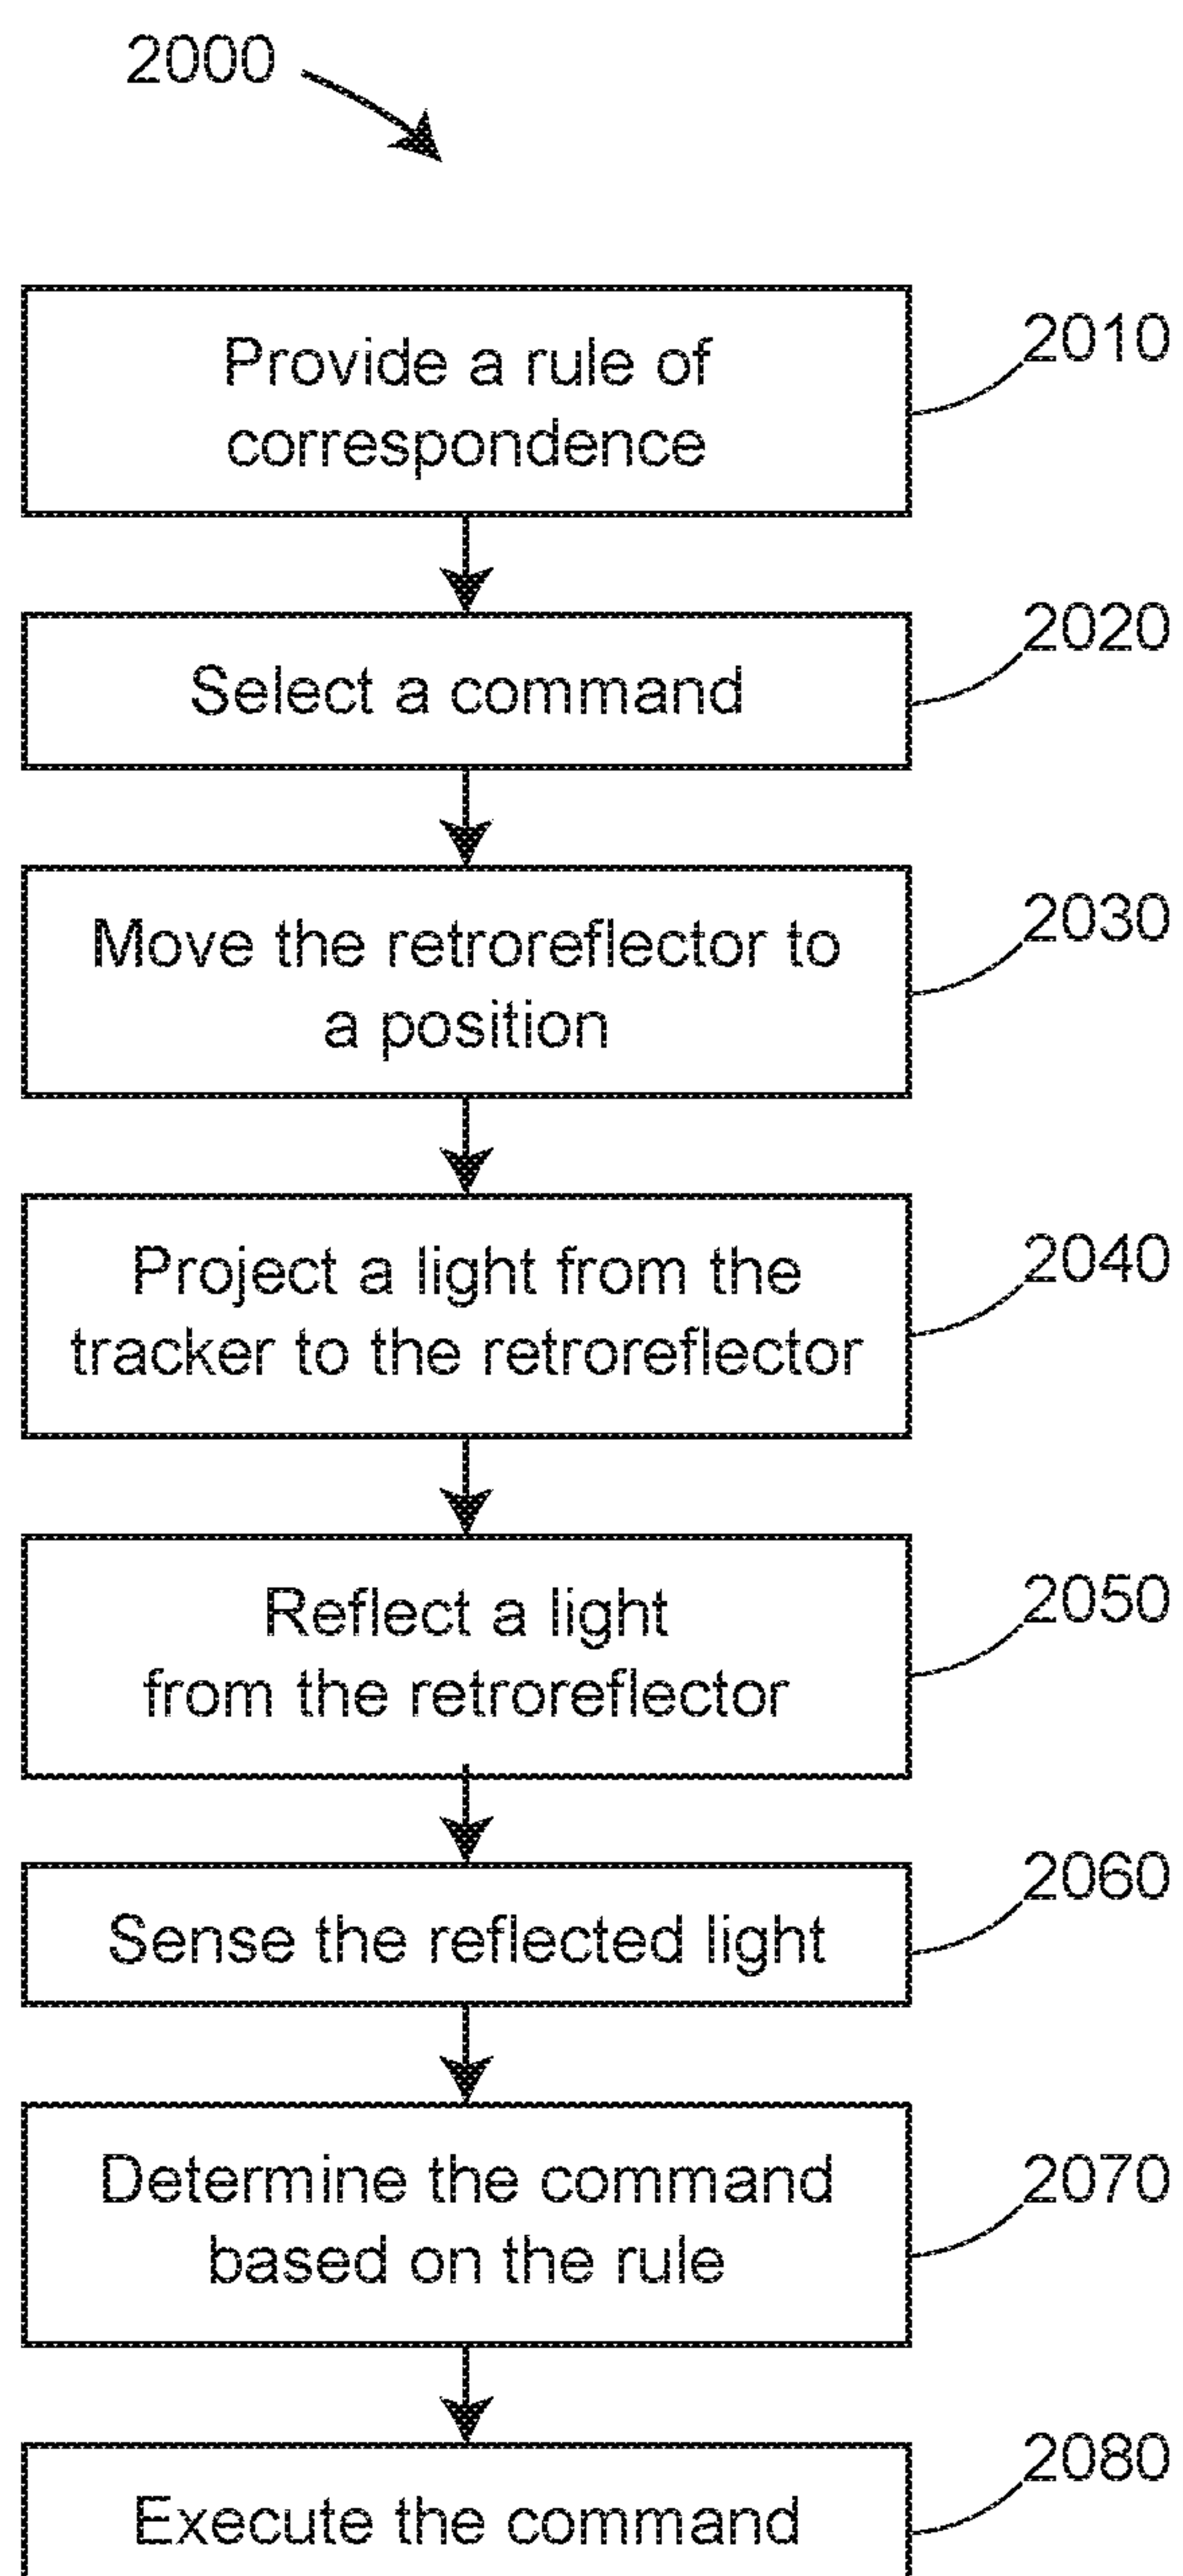 2000
Provide a rule of
correspondence
2010
Select a command
2020
Move the retroreflector to
a position
2030
Project a light from the
tracker to the retroreflector
2040
Reflect a light
from the retroreflector
2050
Sense the reflected light
2060
Determine the command
based on the rule
2070
Execute the command
2080